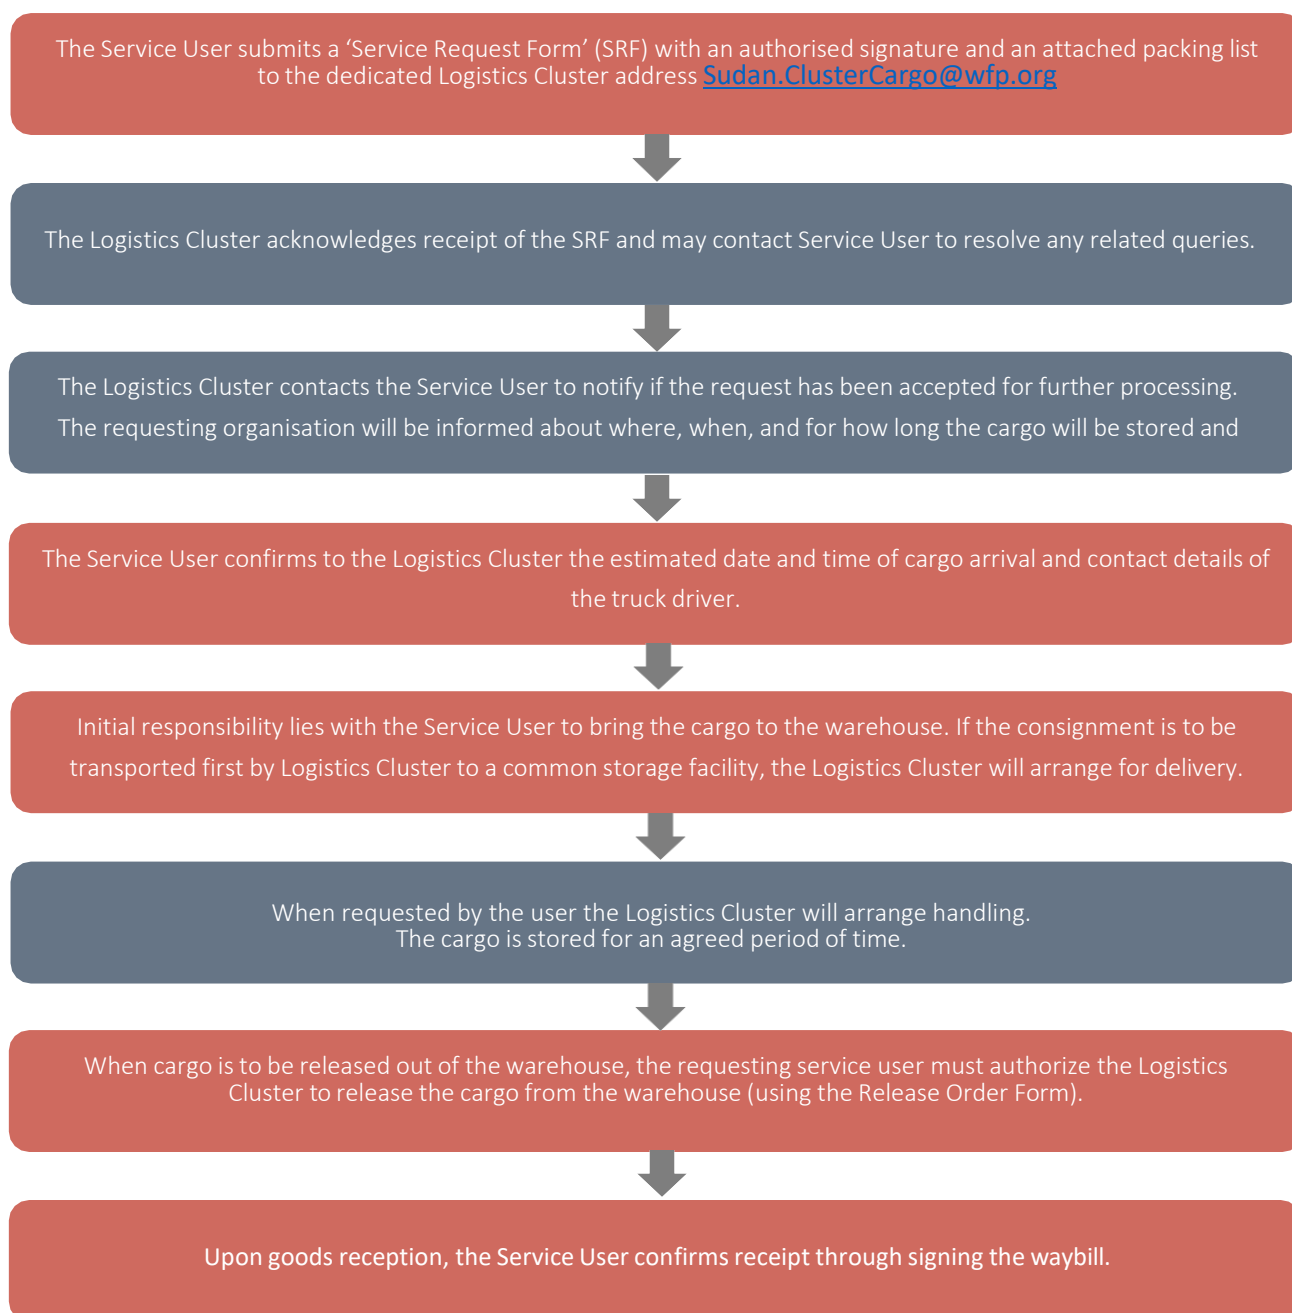 The Service User submits a ‘Service Request Form’ (SRF) with an authorised signature and an attached packing list
to the dedicated Logistics Cluster address Sudan.ClusterCargo@wfp.org
The Logistics Cluster acknowledges receipt of the SRF and may contact Service User to resolve any related queries.
The Logistics Cluster contacts the Service User to notify if the request has been accepted for further processing.
The requesting organisation will be informed about where, when, and for how long the cargo will be stored and
The Service User confirms to the Logistics Cluster the estimated date and time of cargo arrival and contact details of
the truck driver.
Initial responsibility lies with the Service User to bring the cargo to the warehouse. If the consignment is to be
transported first by Logistics Cluster to a common storage facility, the Logistics Cluster will arrange for delivery.
When requested by the user the Logistics Cluster will arrange handling.
The cargo is stored for an agreed period of time.
When cargo is to be released out of the warehouse, the requesting service user must authorize the Logistics
Cluster to release the cargo from the warehouse (using the Release Order Form).
Upon goods reception, the Service User confirms receipt through signing the waybill.